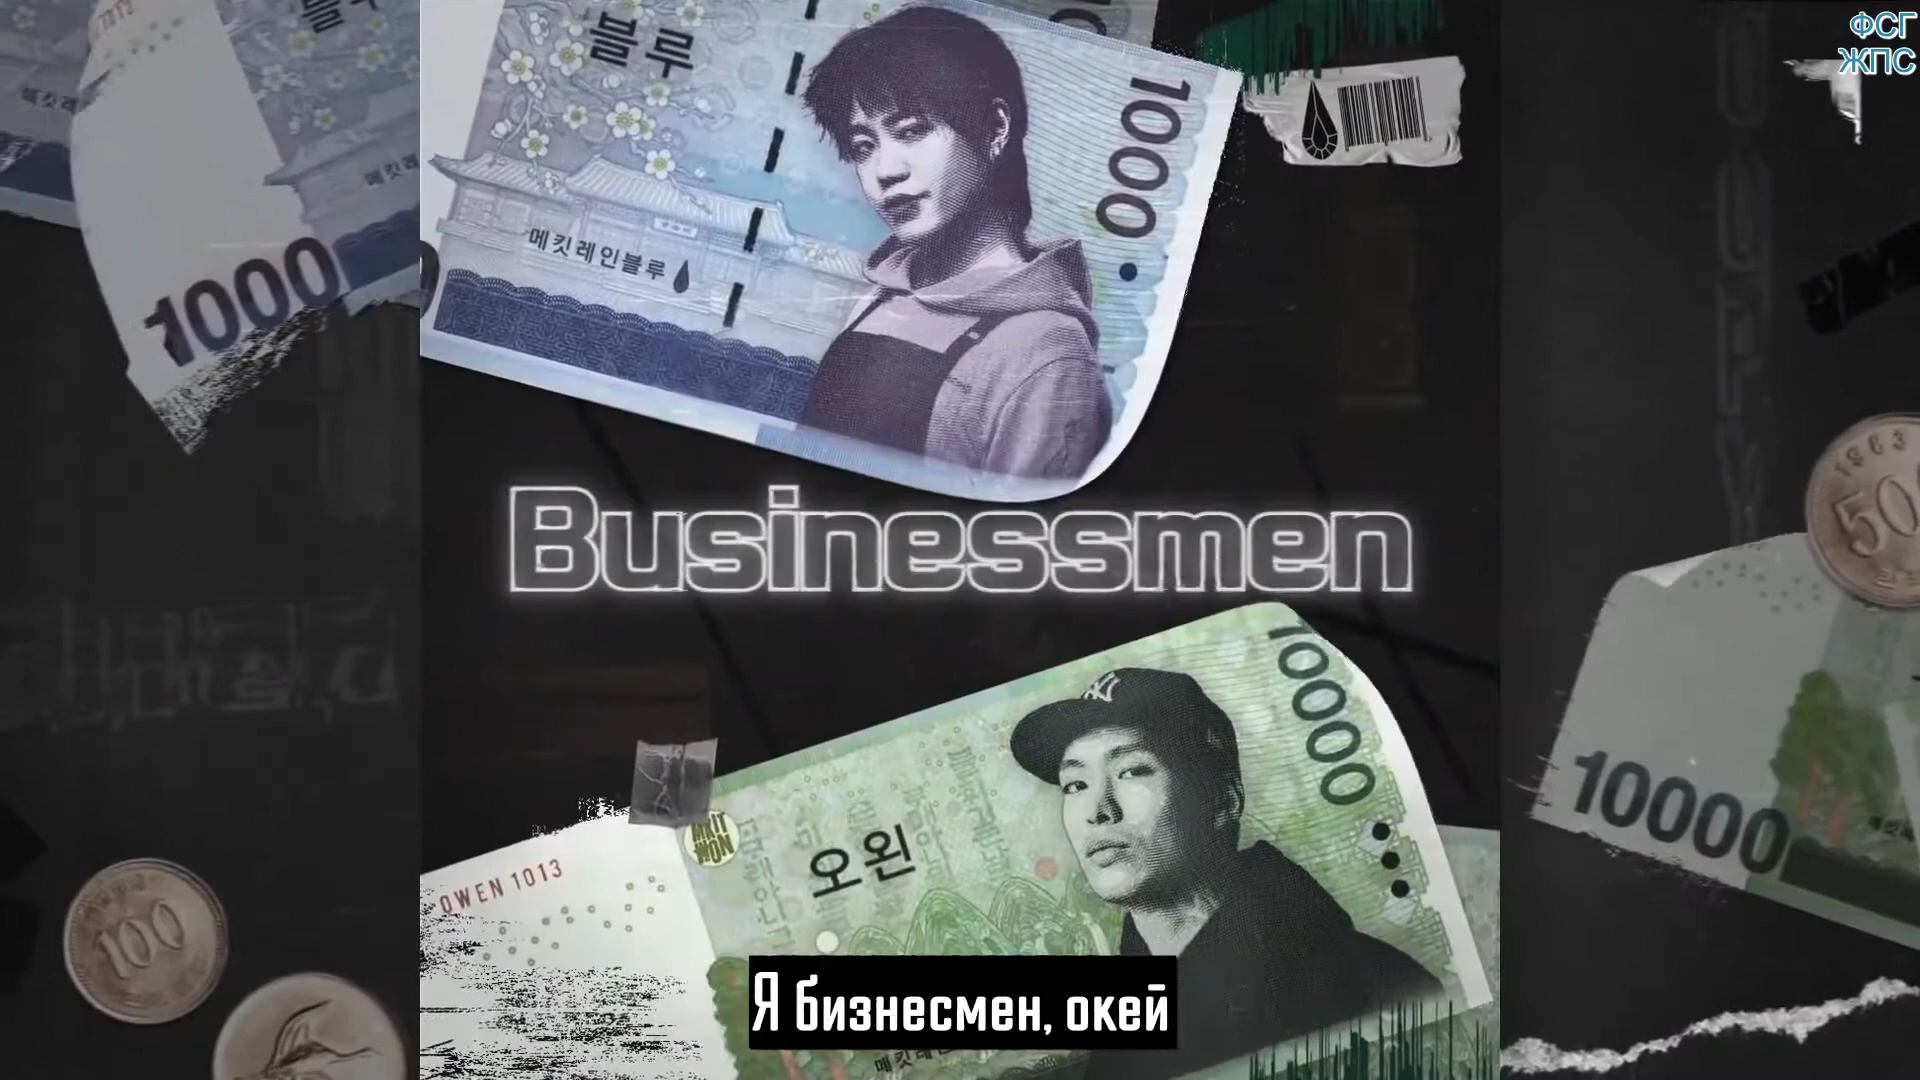 ФСГ
ЖПС
블루
1000
메킷레인블루
1000
Businessmen
10000
MKIT
WON
오왼
OWEN 1013
10000
100
Я бизнесмен, окей